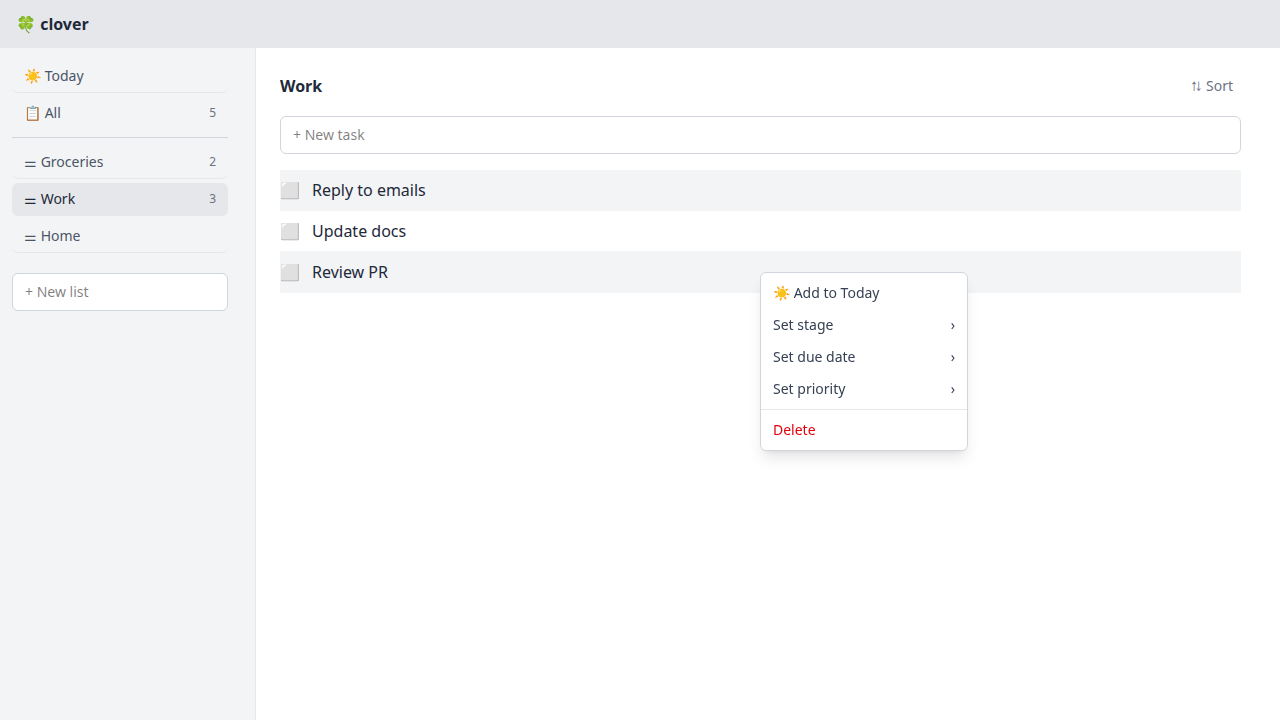 🍀 clover
☀️ Today
📋 All 5
⚌ Groceries 2
⚌ Work 3
⚌ Home
+ New list
Work
⇅ Sort
+ New task
⬜ Reply to emails
⬜ Update docs
⬜ Review PR
☀️ Add to Today
Set stage ›
Set due date ›
Set priority ›
Delete